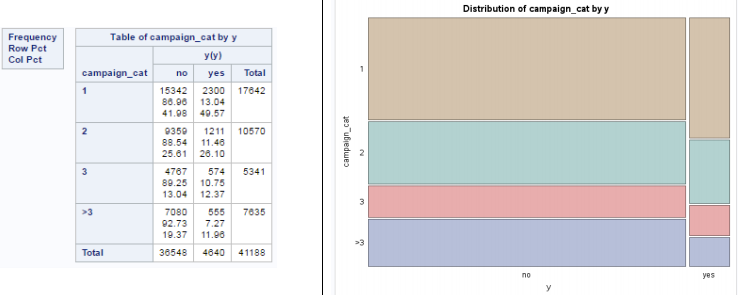 Frequency
Row Pct
Col Pct
Table of campaign_cat by y
y(y)
campaign_cat no yes Total
1 15342 2300 17642
86.96 13.04
41.98 49.57
2 9359 1211 10570
88.54 11.46
25.61 26.10
3 4767 574 5341
89.25 10.75
13.04 12.37
>3 7080 555 7635
92.73 7.27
19.37 11.96
Total 36548 4640 41188
Distribution of campaign_cat by y
campaign_cat
1
2
3
>3
no yes
y